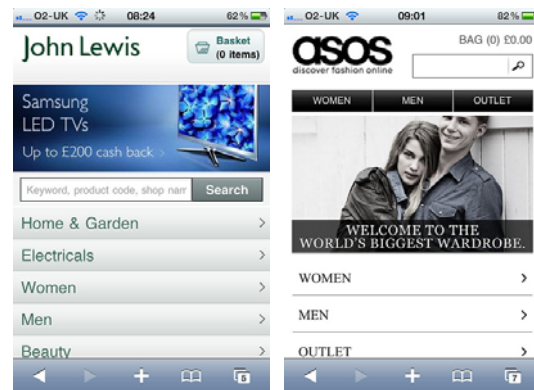 O2-UK 08:24 62%
John Lewis
Basket
(0 items)
Samsung
LED TVs
Up to £200 cash back >
Keyword, product code, shop nam
Search
Home & Garden
Electricals
Women
Men
Beauty
5
O2-UK 09:01 82%
asos
discover fashion online
BAG (0) £0.00
WOMEN MEN OUTLET
WELCOME TO THE
WORLD'S BIGGEST WARDROBE.
WOMEN
MEN
OUTLET
7